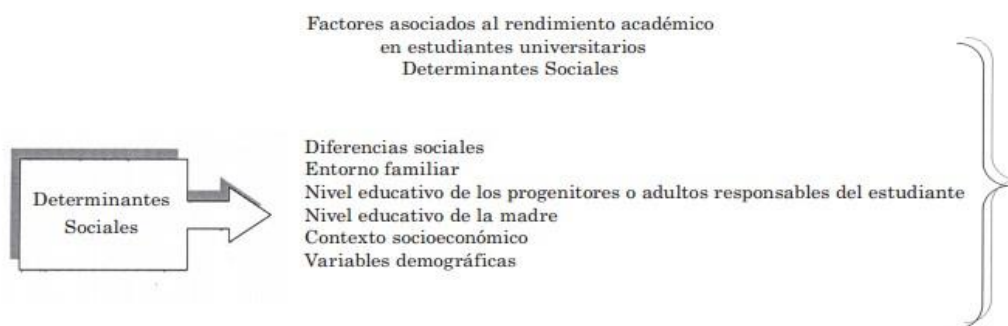 Factores asociados al rendimiento académico
en estudiantes universitarios
Determinantes Sociales
Determinantes
Sociales
Diferencias sociales
Entorno familiar
Nivel educativo de los progenitores o adultos responsables del estudiante
Nivel educativo de la madre
Contexto socioeconómico
Variables demográficas